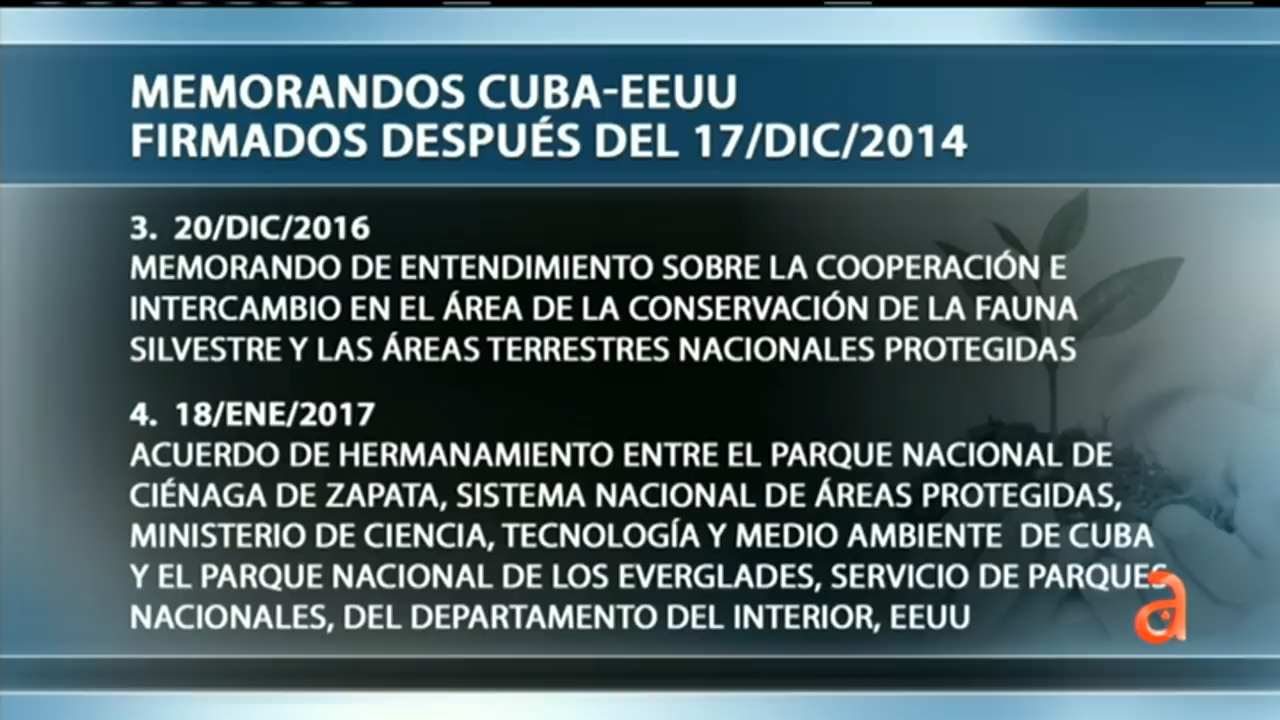 MEMORANDOS CUBA-EEUU
FIRMADOS DESPUÉS DEL 17/DIC/2014
3. 20/DIC/2016
MEMORANDO DE ENTENDIMIENTO SOBRE LA COOPERACIÓN E
INTERCAMBIO EN EL ÁREA DE LA CONSERVACIÓN DE LA FAUNA
SILVESTRE Y LAS ÁREAS TERRESTRES NACIONALES PROTEGIDAS
4. 18/ENE/2017
ACUERDO DE HERMANAMIENTO ENTRE EL PARQUE NACIONAL DE
CIÉNAGA DE ZAPATA, SISTEMA NACIONAL DE ÁREAS PROTEGIDAS,
MINISTERIO DE CIENCIA, TECNOLOGÍA Y MEDIO AMBIENTE DE CUBA
Y EL PARQUE NACIONAL DE LOS EVERGLADES, SERVICIO DE PARQUES
NACIONALES, DEL DEPARTAMENTO DEL INTERIOR, EEUU
a